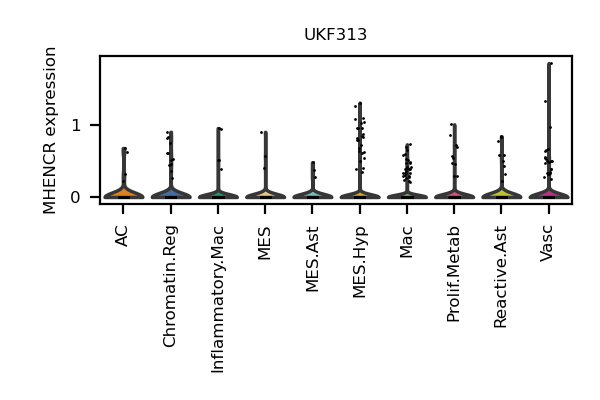 UKF313
MHENCR expression
1
0
AC
Chromatin.Reg
Inflammatory.Mac
MES
MES.Ast
MES.Hyp
Mac
Prolif.Metab
Reactive.Ast
Vasc